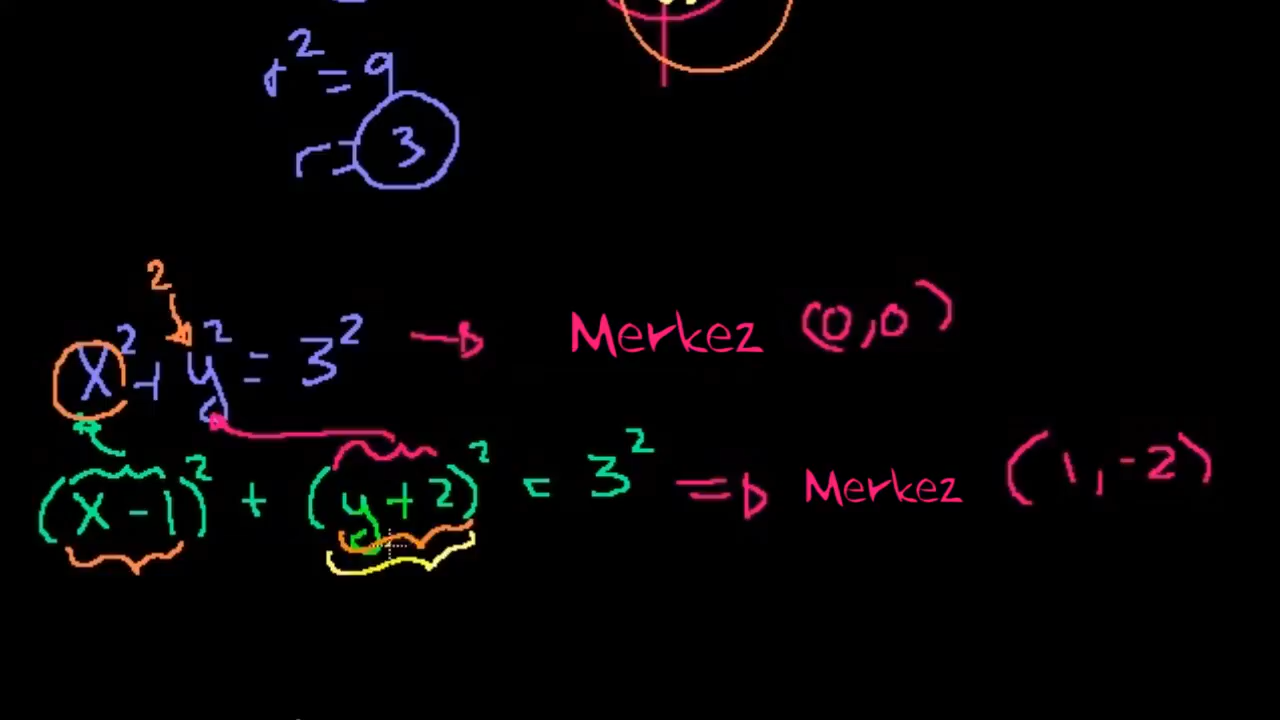 r² = 9
r = 3
2
x² + y² = 3² → Merkez (0,0)
(x - 1)² + (y + 2)² = 3² ⇒ Merkez (1, -2)